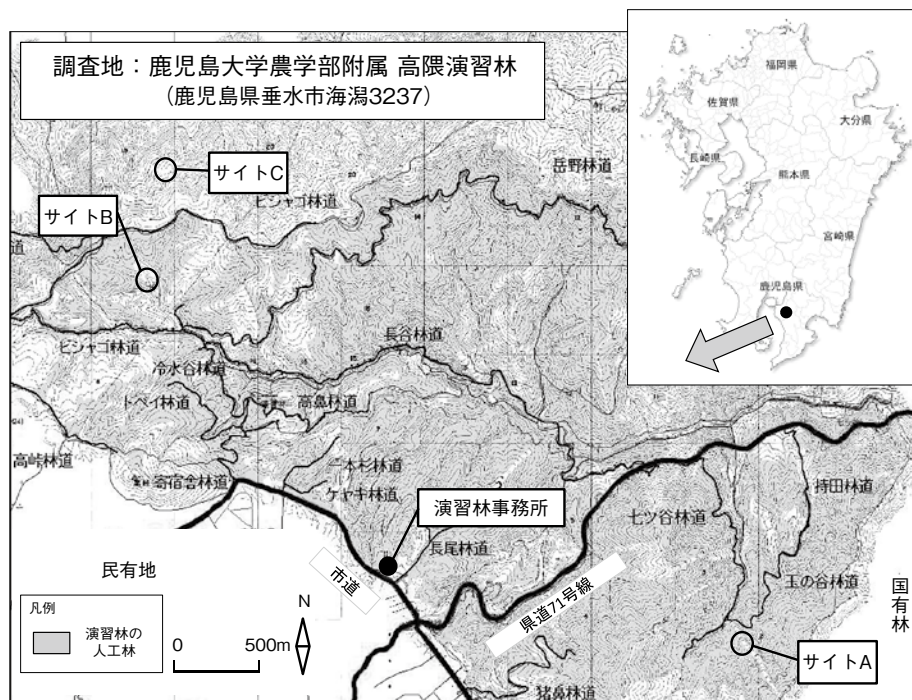 調査地：鹿児島大学農学部附属 高隈演習林
(鹿児島県垂水市海潟3237)
福岡県
佐賀県
大分県
長崎県
熊本県
宮崎県
鹿児島県
サイトC
岳野林道
ビシャゴ林道
サイトB
道
長谷林道
ビシャゴ林道
冷水谷林道
トベイ林道
高鼻林道
高峠林道
一本杉林道
寄宿舎林道
ケヤキ林道
演習林事務所
七ツ谷林道
持田林道
長尾林道
民有地
市道
県道71号線
玉の谷林道
国有林
凡例
演習林の
人工林
0 500m
N
サイトA
猪鼻林道